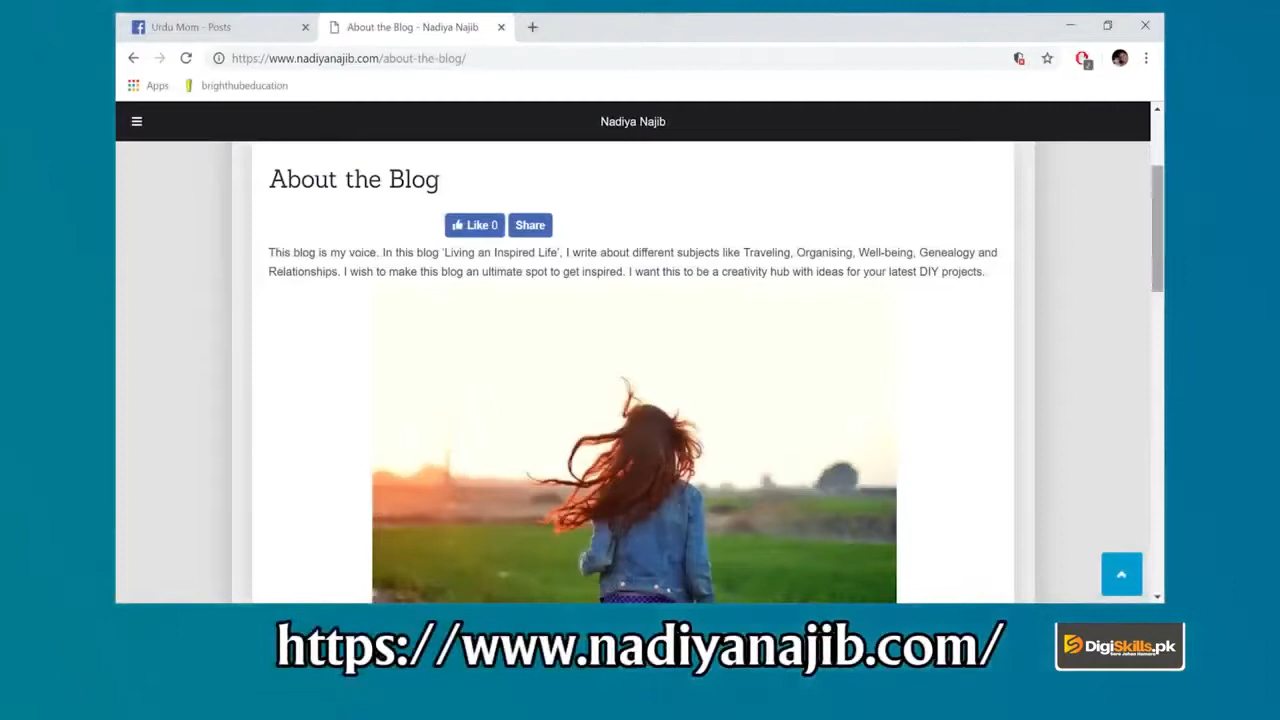 Urdu Mom - Posts
About the Blog - Nadiya Najib
https://www.nadiyanajib.com/about-the-blog/
2
Apps
brighthubeducation
Nadiya Najib
About the Blog
Like 0
Share
This blog is my voice. In this blog ‘Living an Inspired Life’, I write about different subjects like Traveling, Organising, Well-being, Genealogy and
Relationships. I wish to make this blog an ultimate spot to get inspired. I want this to be a creativity hub with ideas for your latest DIY projects.
https://www.nadiyanajib.com/
DigiSkills.pk